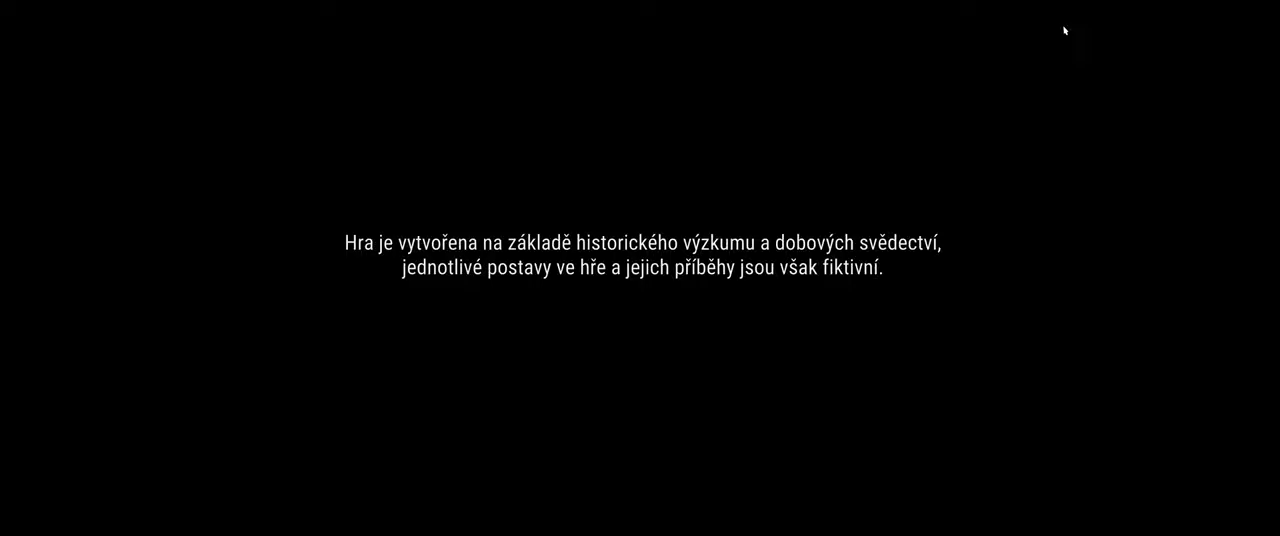 Hra je vytvořena na základě historického výzkumu a dobových svědectví,
jednotlivé postavy ve hře a jejich příběhy jsou však fiktivní.